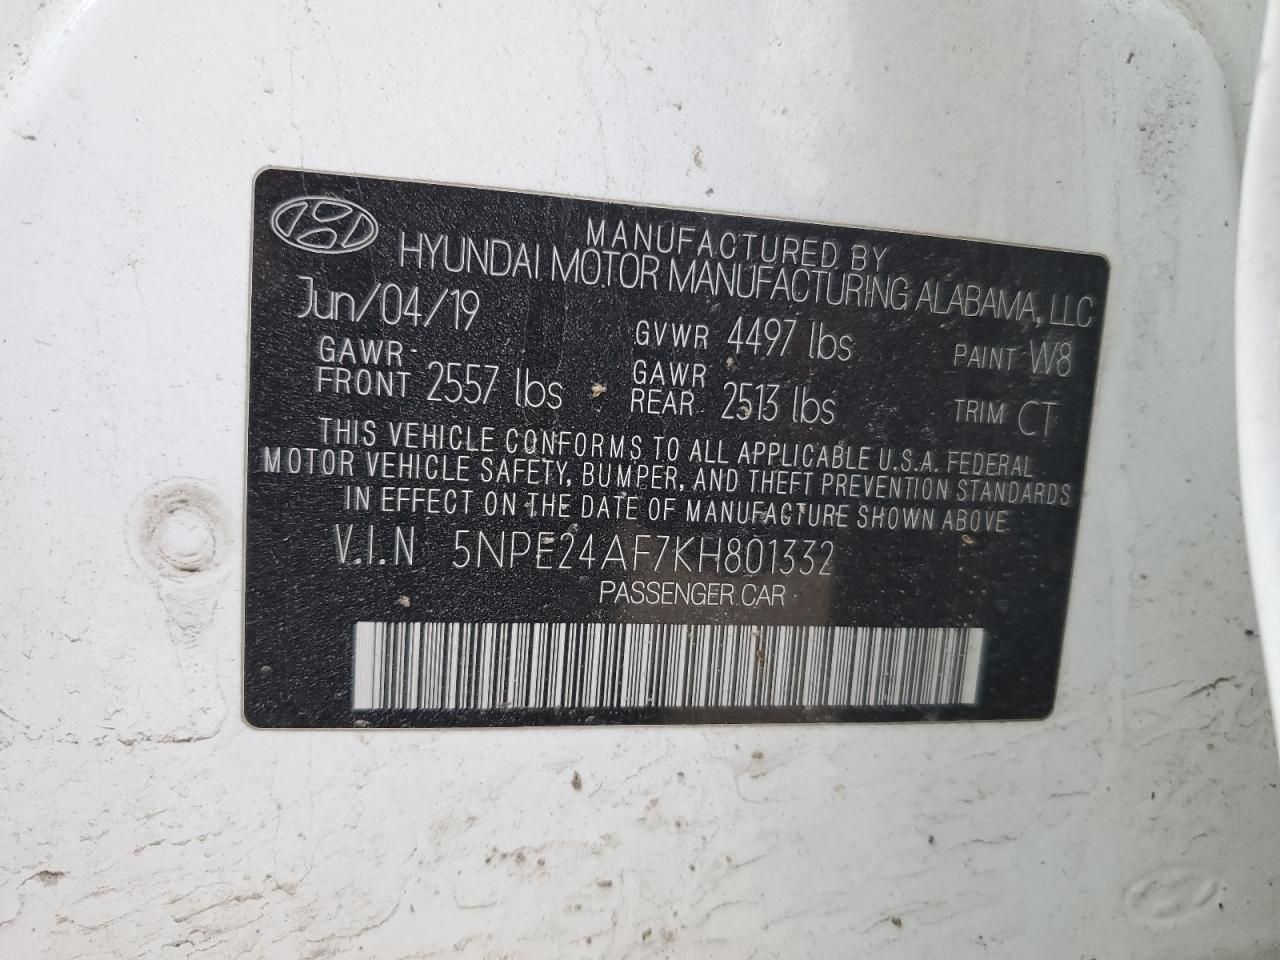 MANUFACTURED BY
HYUNDAI MOTOR MANUFACTURING ALABAMA, LLC
Jun/04/19 GVWR 4497 lbs PAINT W8
GAWR FRONT 2557 lbs GAWR REAR 2513 lbs TRIM CT
THIS VEHICLE CONFORMS TO ALL APPLICABLE U.S.A. FEDERAL
MOTOR VEHICLE SAFETY, BUMPER, AND THEFT PREVENTION STANDARDS
IN EFFECT ON THE DATE OF MANUFACTURE SHOWN ABOVE
V.I.N 5NPE24AF7KH801332
PASSENGER CAR